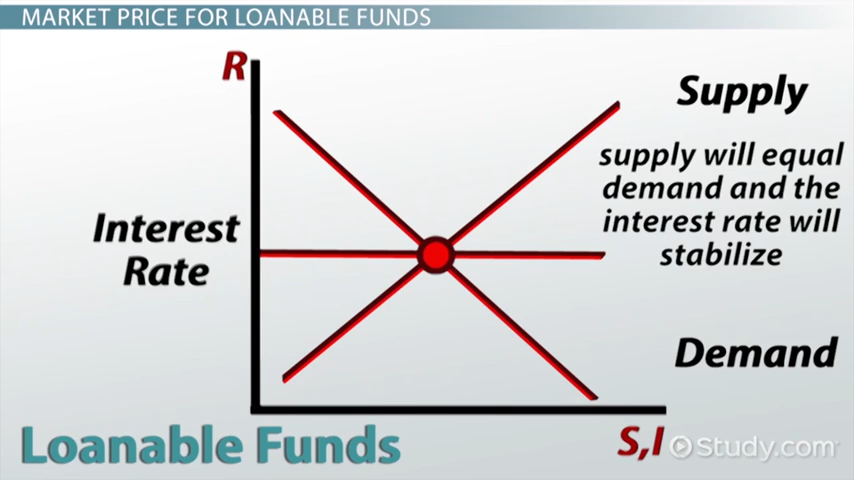 MARKET PRICE FOR LOANABLE FUNDS
R
Supply
supply will equal
demand and the
interest rate will
stabilize
Interest
Rate
Demand
Loanable Funds
S,I
Study.com